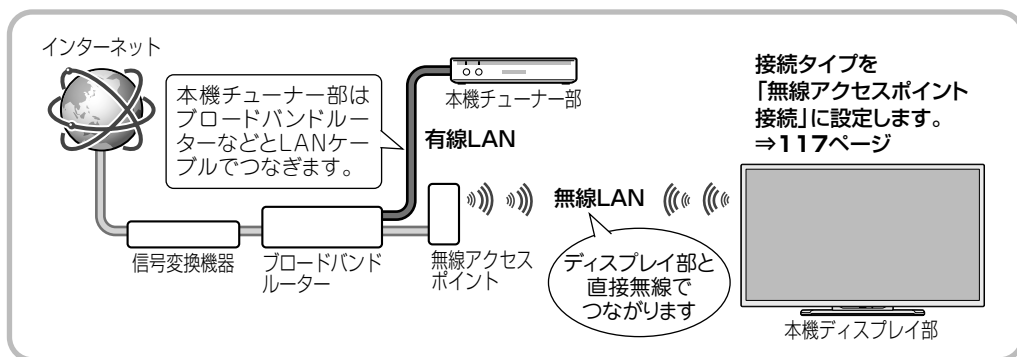 インターネット
本機チューナー部は
ブロードバンドルー
ターなどとLANケー
ブルでつなぎます。
本機チューナー部
有線LAN
信号変換機器
ブロードバンド
ルーター
無線アクセス
ポイント
無線LAN
ディスプレイ部と
直接無線で
つながります
接続タイプを
「無線アクセスポイント
接続」に設定します。
⇒117ページ
本機ディスプレイ部